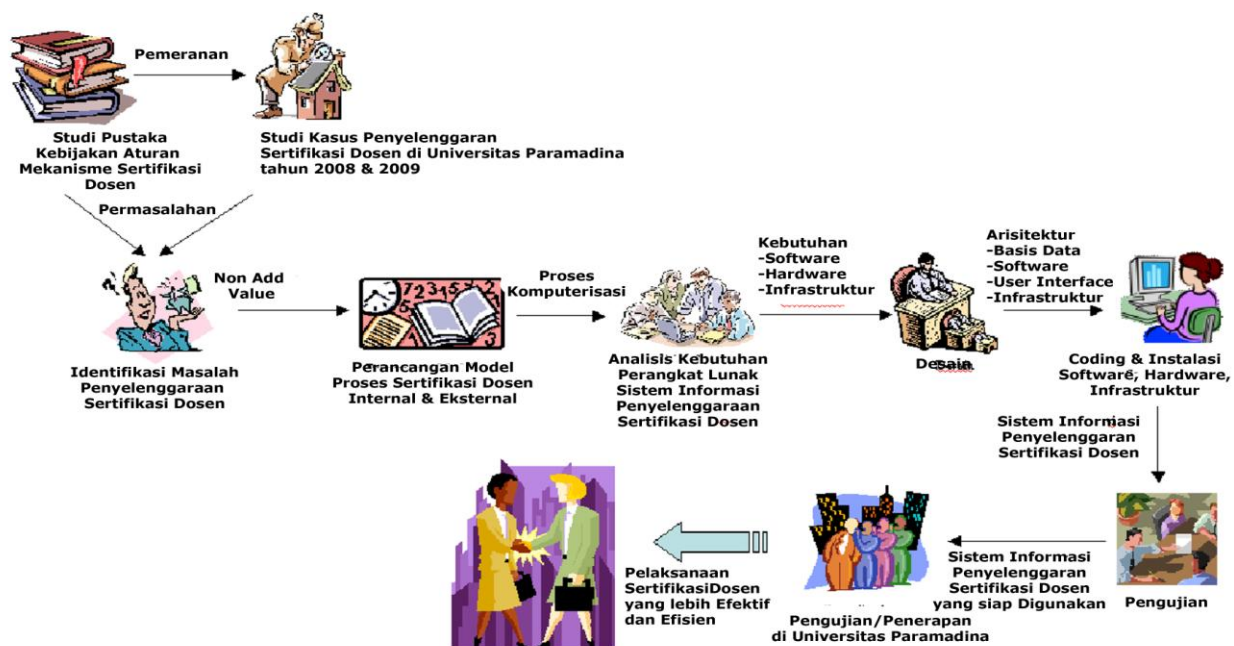 Pemeranan
Studi Pustaka
Kebijakan Aturan
Mekanisme Sertifikasi
Dosen
Studi Kasus Penyelenggaran
Sertifikasi Dosen di Universitas Paramadina
tahun 2008 & 2009
Permasalahan
Identifikasi Masalah
Penyelenggaraan
Sertifikasi Dosen
Non Add
Value
Perancangan Model
Proses Sertifikasi Dosen
Internal & Eksternal
Proses
Komputerisasi
Analisis Kebutuhan
Perangkat Lunak
Sistem Informasi
Penyelenggaraan
Sertifikasi Dosen
Kebutuhan
-Software
-Hardware
-Infrastruktur
Desain
Arisitektur
-Basis Data
-Software
-User Interface
-Infrastruktur
Coding & Instalasi
Software, Hardware,
Infrastruktur
Sistem Informasi
Penyelenggaran
Sertifikasi Dosen
Pengujian
Sistem Informasi
Penyelenggaran
Sertifikasi Dosen
yang siap Digunakan
Pengujian/Penerapan
di Universitas Paramadina
Pelaksanaan
SertifikasiDosen
yang lebih Efektif
dan Efisien